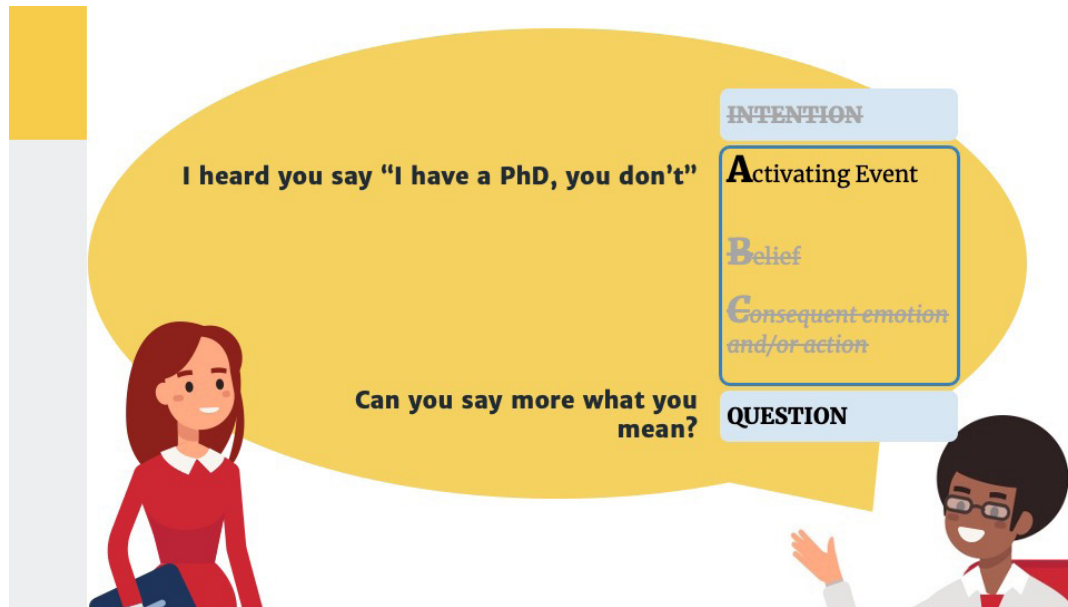 INTENTION
I heard you say “I have a PhD, you don’t”
Activating Event
Belief
Consequent emotion
and/or action
Can you say more what you
mean?
QUESTION